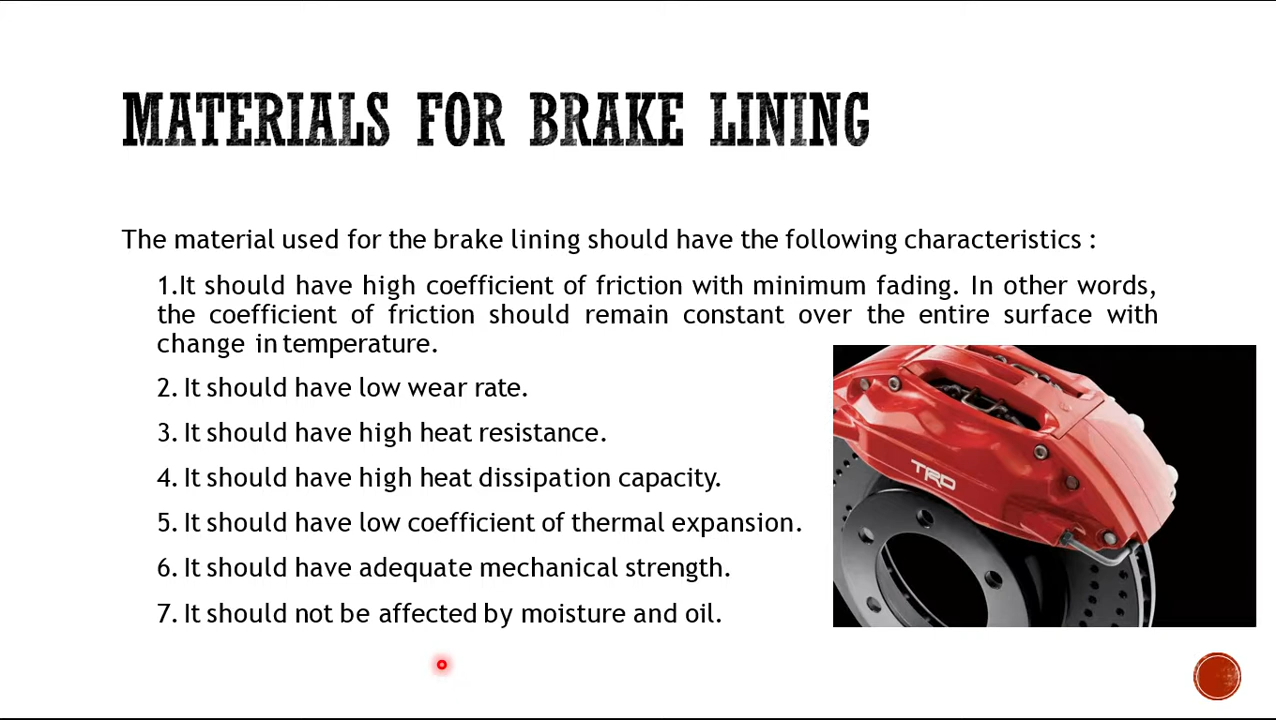 MATERIALS FOR BRAKE LINING
The material used for the brake lining should have the following characteristics :
1.It should have high coefficient of friction with minimum fading. In other words,
the coefficient of friction should remain constant over the entire surface with
change in temperature.
2. It should have low wear rate.
3. It should have high heat resistance.
4. It should have high heat dissipation capacity.
5. It should have low coefficient of thermal expansion.
6. It should have adequate mechanical strength.
7. It should not be affected by moisture and oil.
TRD